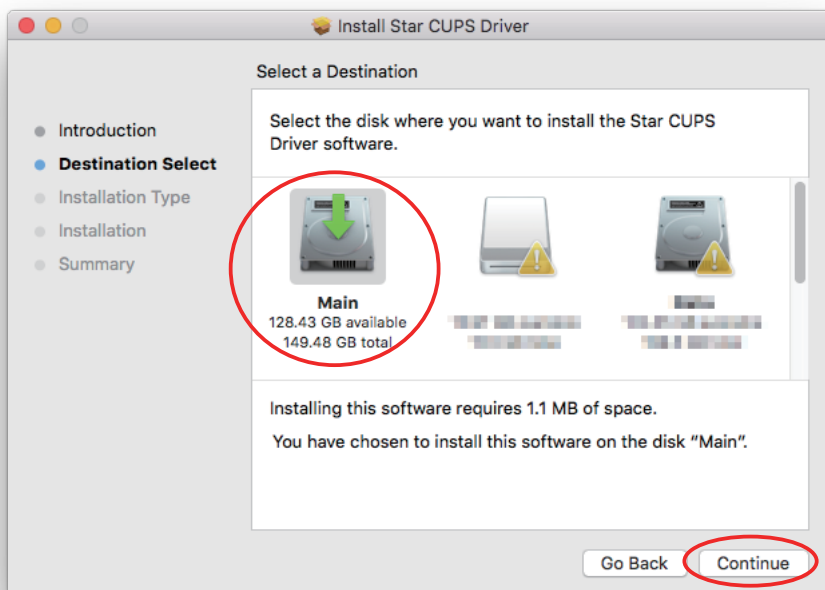 Install Star CUPS Driver
Select a Destination
Introduction
Destination Select
Installation Type
Installation
Summary
Select the disk where you want to install the Star CUPS
Driver software.
Main
128.43 GB available
149.48 GB total
Installing this software requires 1.1 MB of space.
You have chosen to install this software on the disk “Main”.
Go Back
Continue